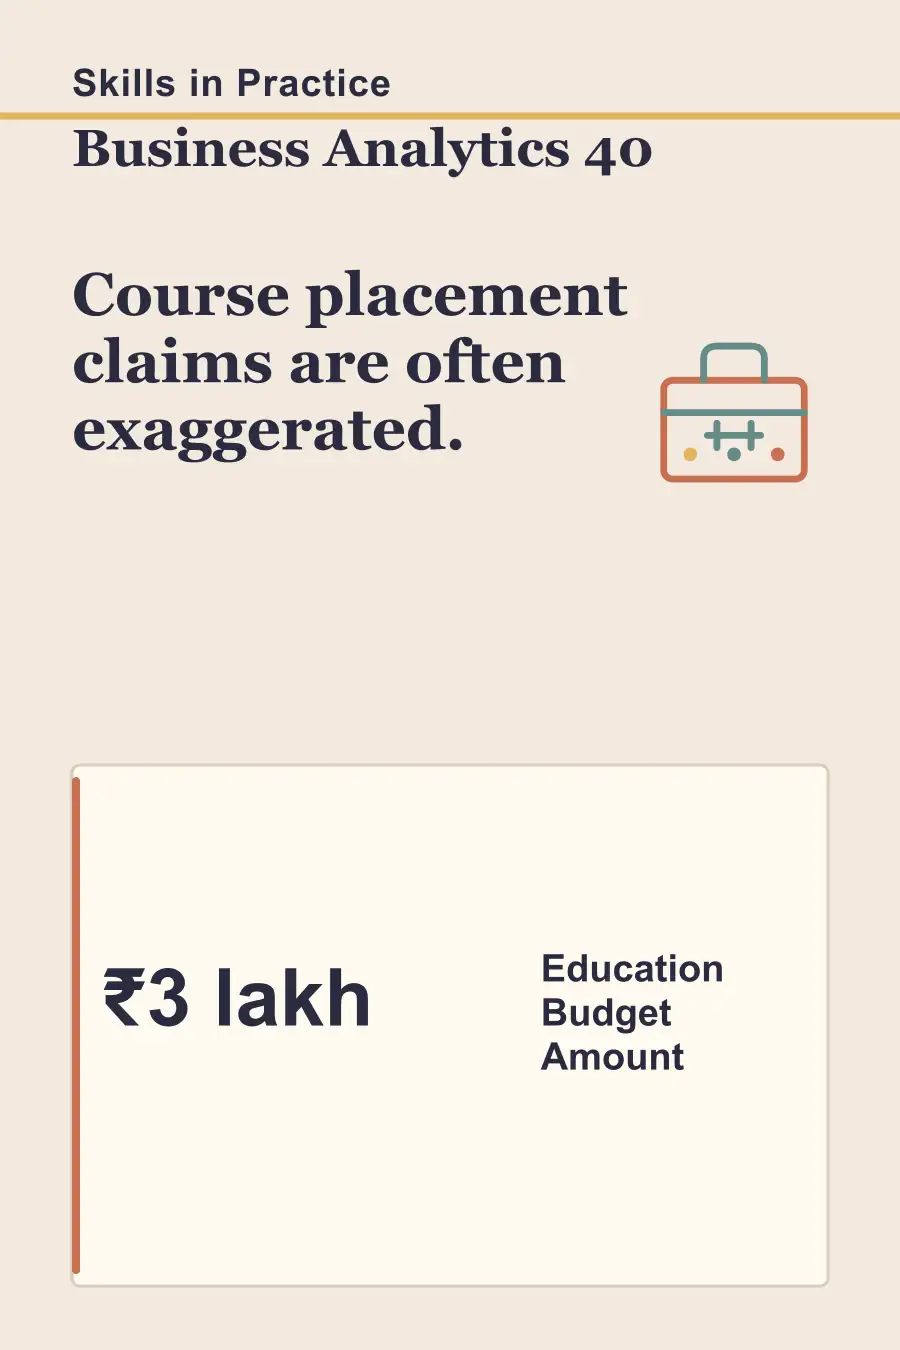 Skills in Practice
Business Analytics 40
Course placement
claims are often
exaggerated.
₹3 lakh
Education
Budget
Amount